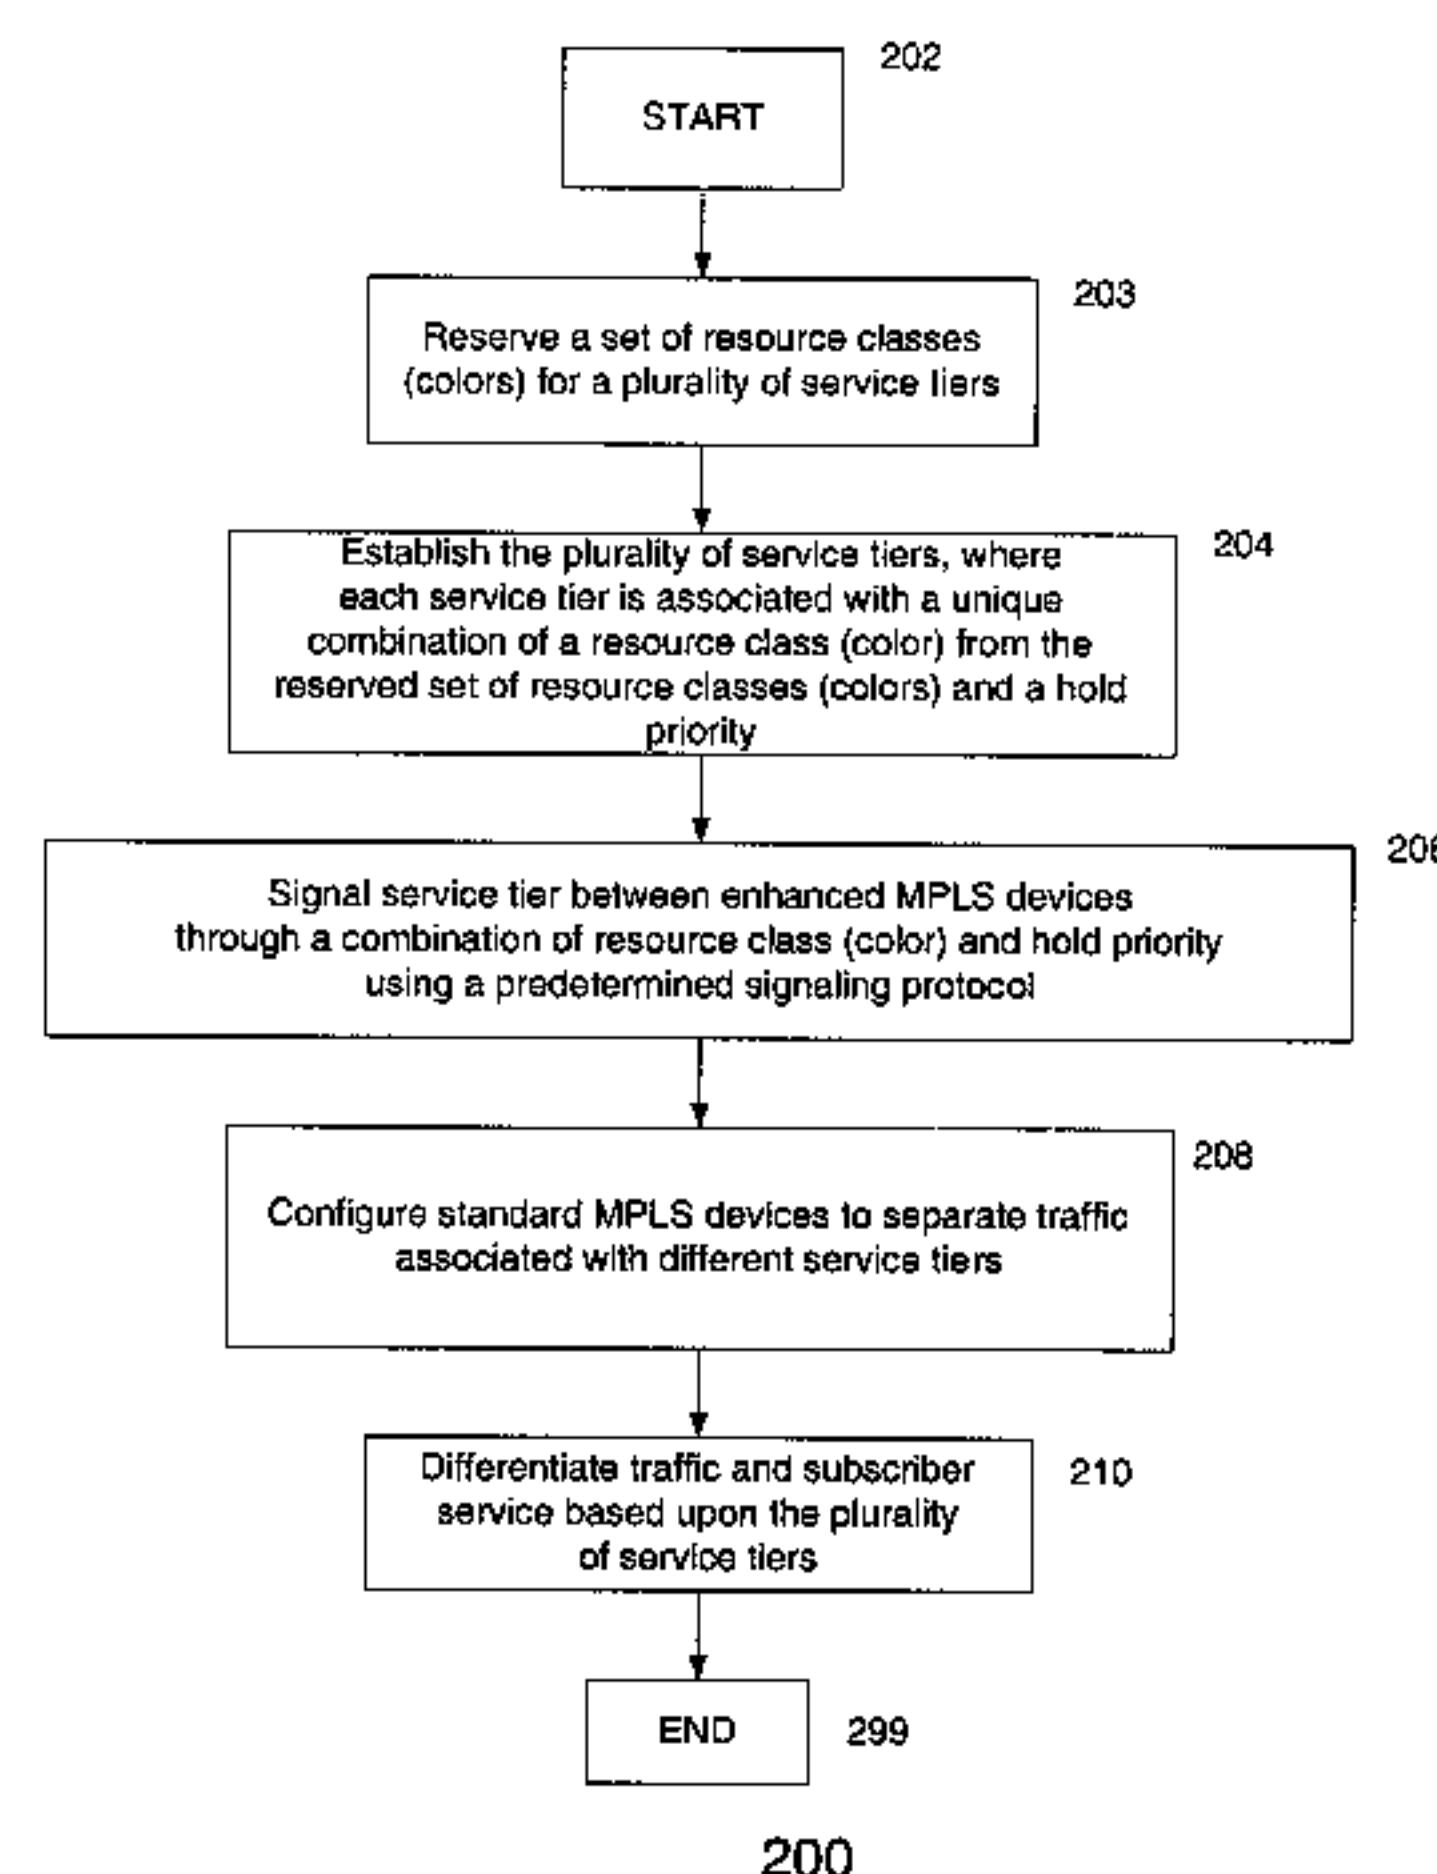 202
START
203
Reserve a set of resource classes
(colors) for a plurality of service tiers
204
Establish the plurality of service tiers, where
each service tier is associated with a unique
combination of a resource class (color) from the
reserved set of resource classes (colors) and a hold
priority
206
Signal service tier between enhanced MPLS devices
through a combination of resource class (color) and hold priority
using a predetermined signaling protocol
208
Configure standard MPLS devices to separate traffic
associated with different service tiers
Differentiate traffic and subscriber
service based upon the plurality
of service tiers
210
END
299
200